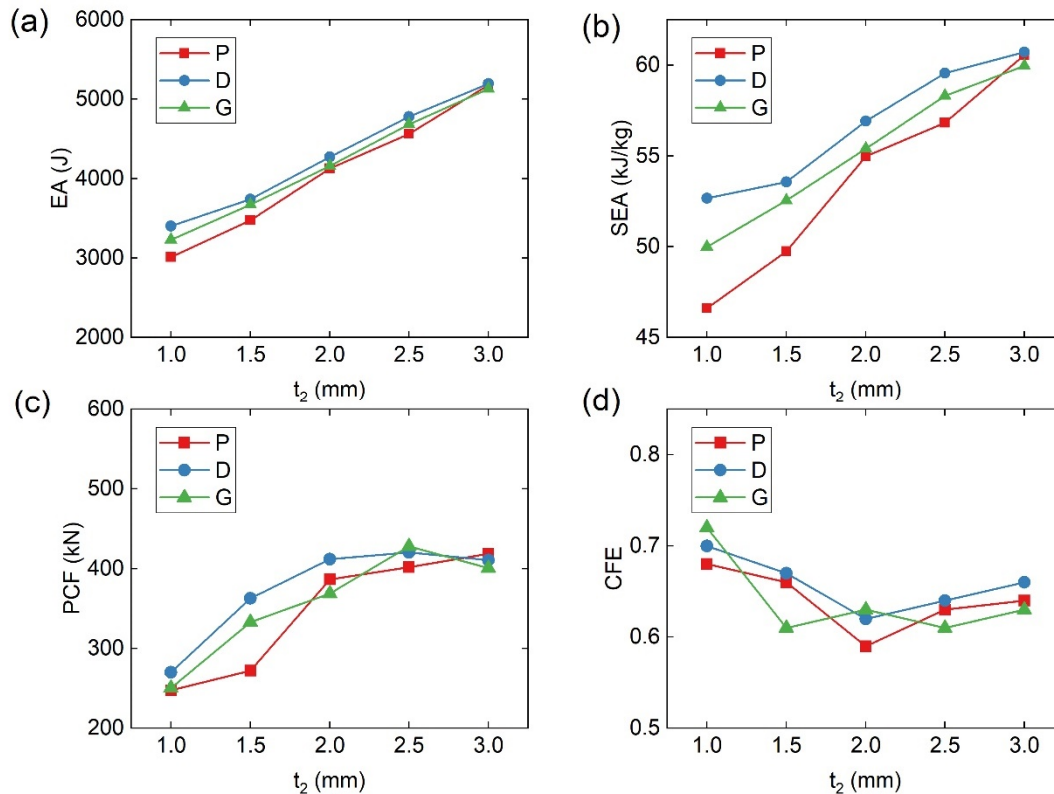 (a)
6000
5000
4000
3000
2000
EA (J)
P
D
G
1.0 1.5 2.0 2.5 3.0
t₂ (mm)
(b)
60
55
50
45
SEA (kJ/kg)
P
D
G
1.0 1.5 2.0 2.5 3.0
t₂ (mm)
(c)
600
500
400
300
200
PCF (kN)
P
D
G
1.0 1.5 2.0 2.5 3.0
t₂ (mm)
(d)
0.8
0.7
0.6
0.5
CFE
P
D
G
1.0 1.5 2.0 2.5 3.0
t₂ (mm)